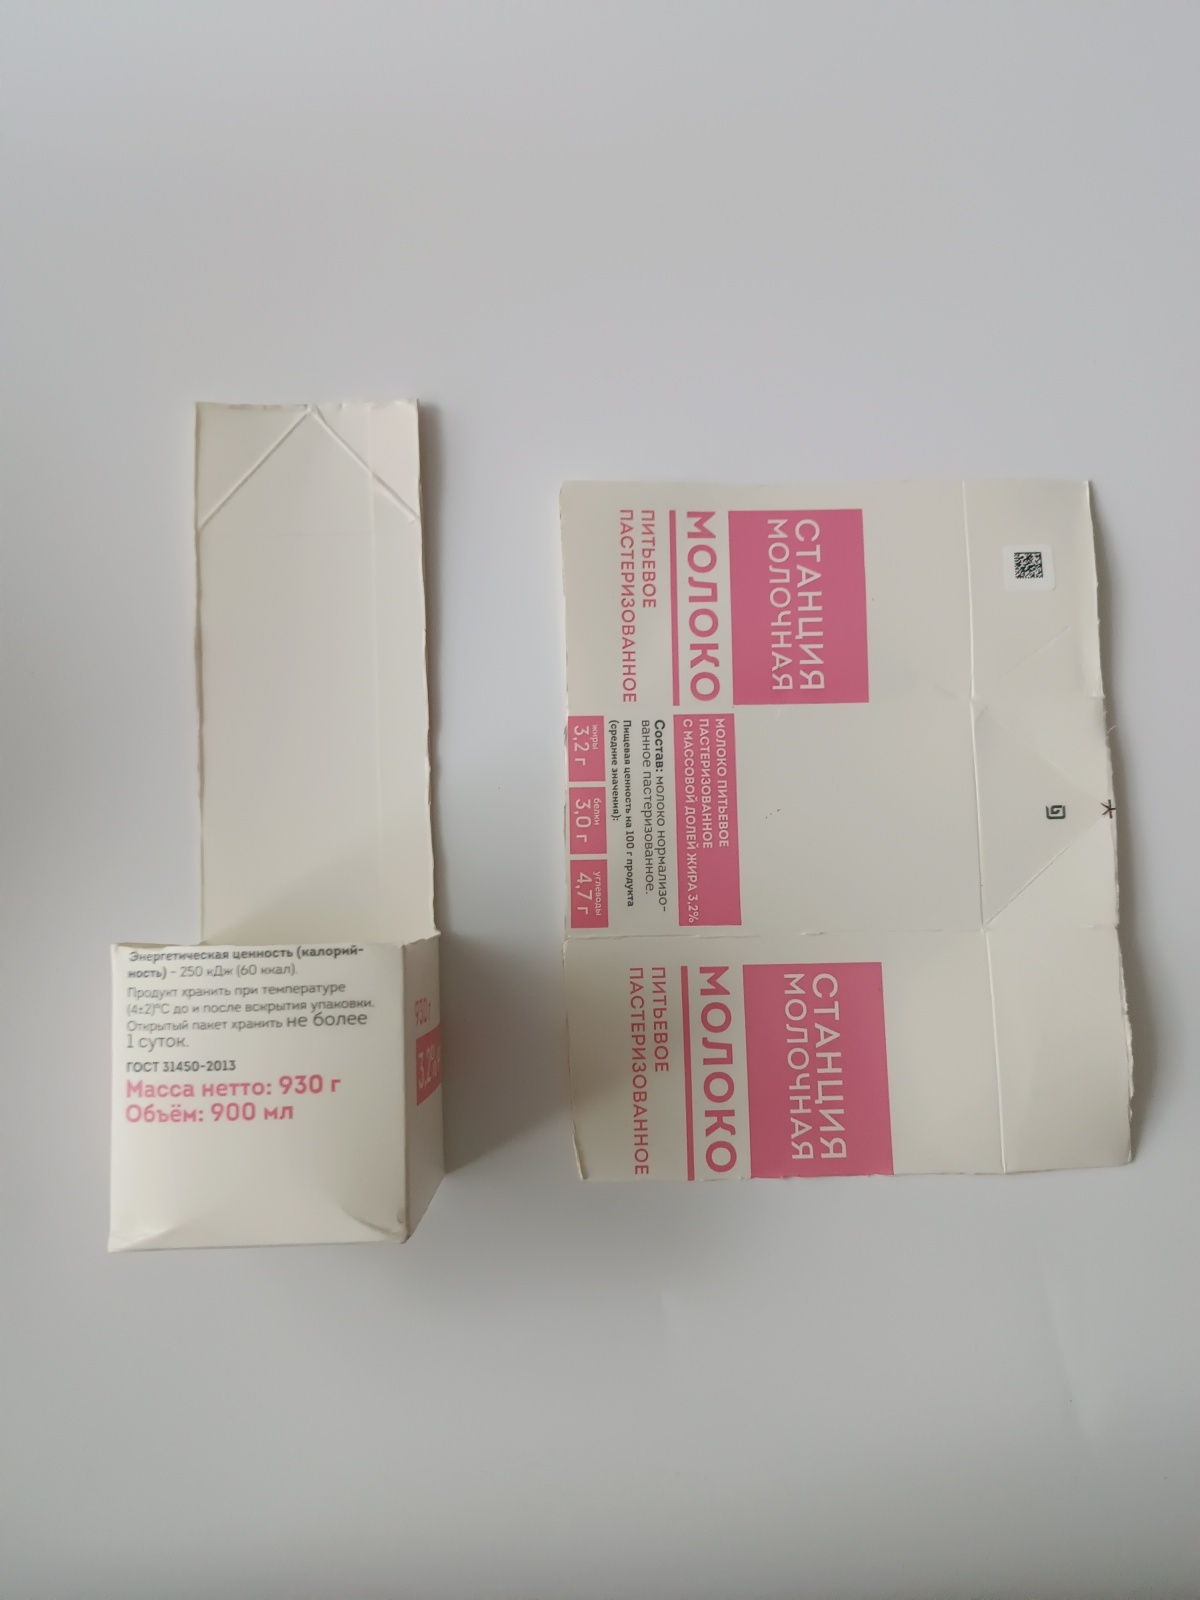 Энергетическая ценность (калорий-
ность) – 250 кДж (60 ккал).
Продукт хранить при температуре
(4±2)°C до и после вскрытия упаковки.
Открытый пакет хранить не более
1 суток.
ГОСТ 31450-2013
Масса нетто: 930 г
Объём: 900 мл
930 г
3,2%
СТАНЦИЯ
МОЛОЧНАЯ
МОЛОКО
ПИТЬЕВОЕ
ПАСТЕРИЗОВАННОЕ
МОЛОКО ПИТЬЕВОЕ
ПАСТЕРИЗОВАННОЕ
С МАССОВОЙ ДОЛЕЙ ЖИРА 3,2%
Состав: молоко нормализо-
ванное пастеризованное.
Пищевая ценность на 100 г продукта
(средние значения):
жиры
3,2 г
белки
3,0 г
углеводы
4,7 г
СТАНЦИЯ
МОЛОЧНАЯ
МОЛОКО
ПИТЬЕВОЕ
ПАСТЕРИЗОВАННОЕ